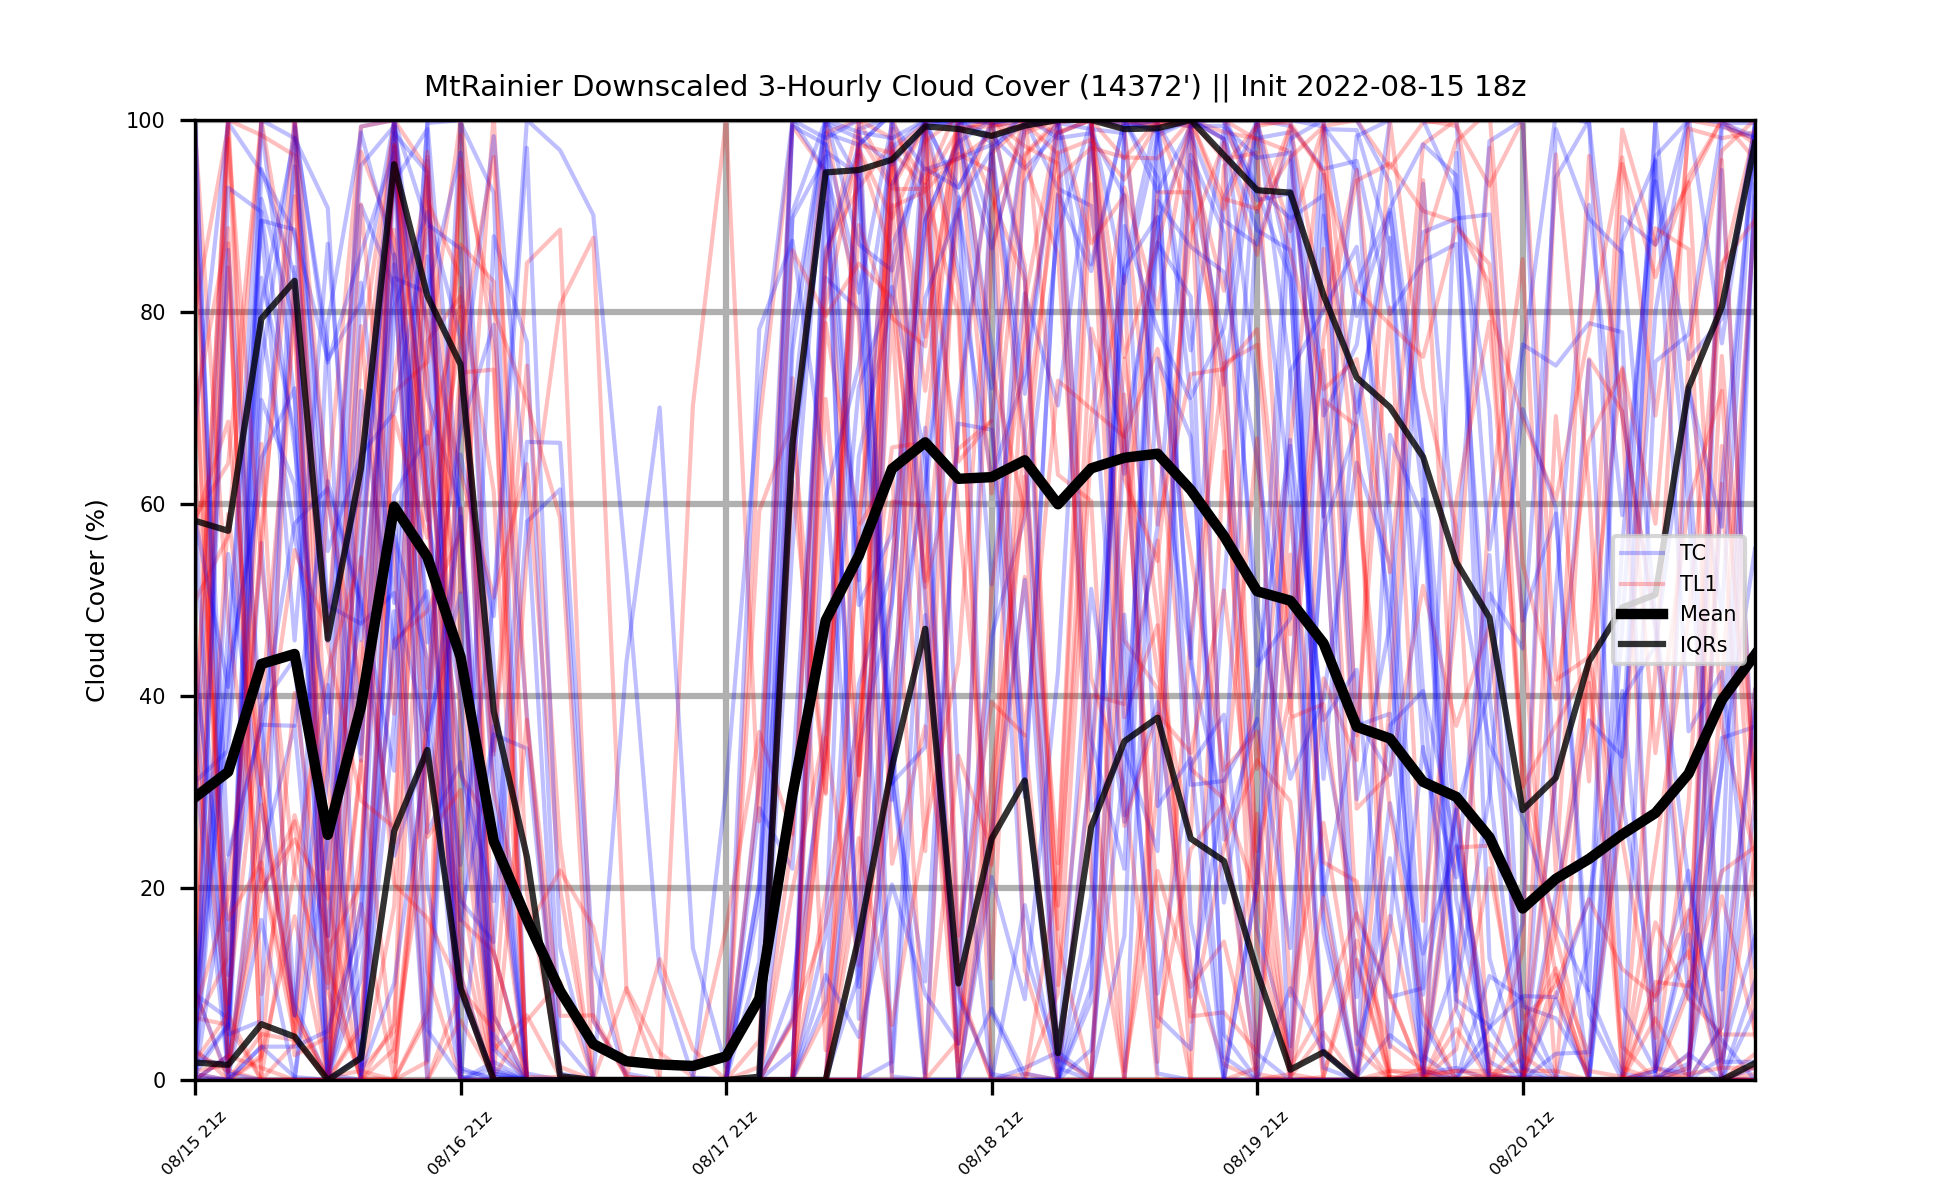 MtRainier Downscaled 3-Hourly Cloud Cover (14372') || Init 2022-08-15 18z
Cloud Cover (%)
100
80
60
40
20
0
TC
TL1
Mean
IQRs
08/15 21z
08/16 21z
08/17 21z
08/18 21z
08/19 21z
08/20 21z